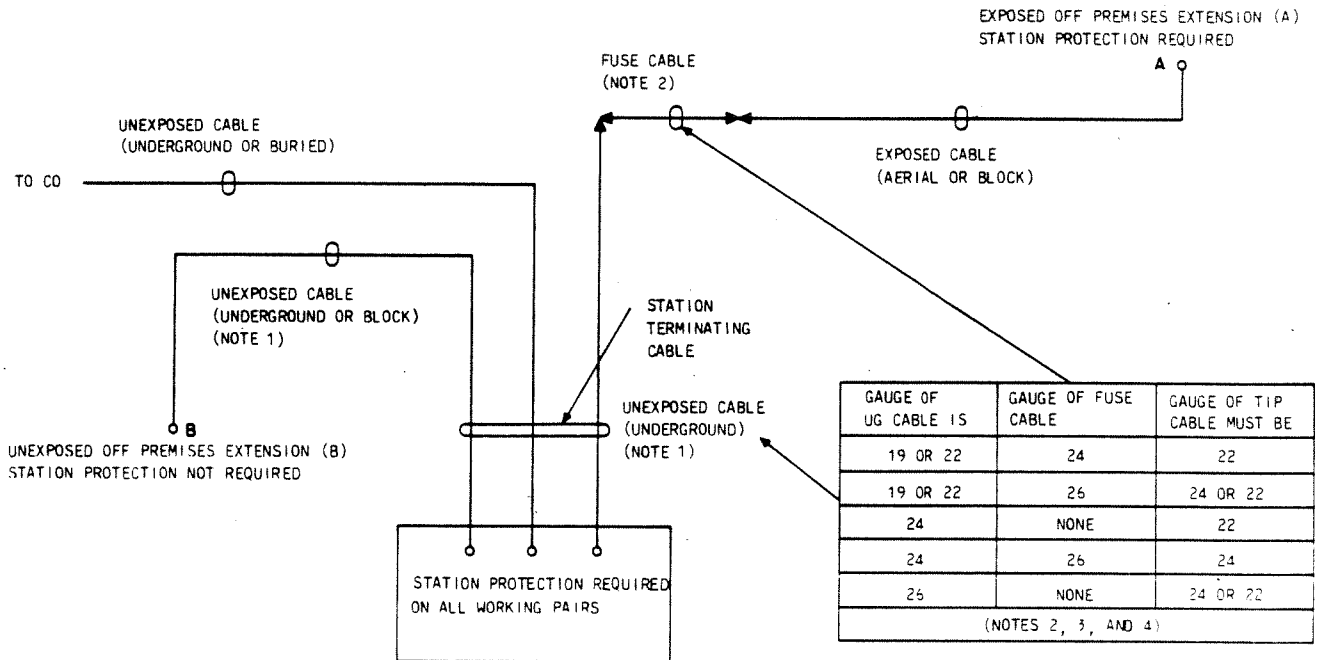 EXPOSED OFF PREMISES EXTENSION (A)
STATION PROTECTION REQUIRED
A
FUSE CABLE
(NOTE 2)
UNEXPOSED CABLE
(UNDERGROUND OR BURIED)
EXPOSED CABLE
(AERIAL OR BLOCK)
TO CO
UNEXPOSED CABLE
(UNDERGROUND OR BLOCK)
(NOTE 1)
STATION
TERMINATING
CABLE
B
UNEXPOSED OFF PREMISES EXTENSION (B)
STATION PROTECTION NOT REQUIRED
UNEXPOSED CABLE
(UNDERGROUND)
(NOTE 1)
STATION PROTECTION REQUIRED
ON ALL WORKING PAIRS
GAUGE OF GAUGE OF FUSE GAUGE OF TIP
UG CABLE IS CABLE CABLE MUST BE
19 OR 22 24 22
19 OR 22 26 24 OR 22
24 NONE 22
24 26 24
26 NONE 24 OR 22
(NOTES 2, 3, AND 4)